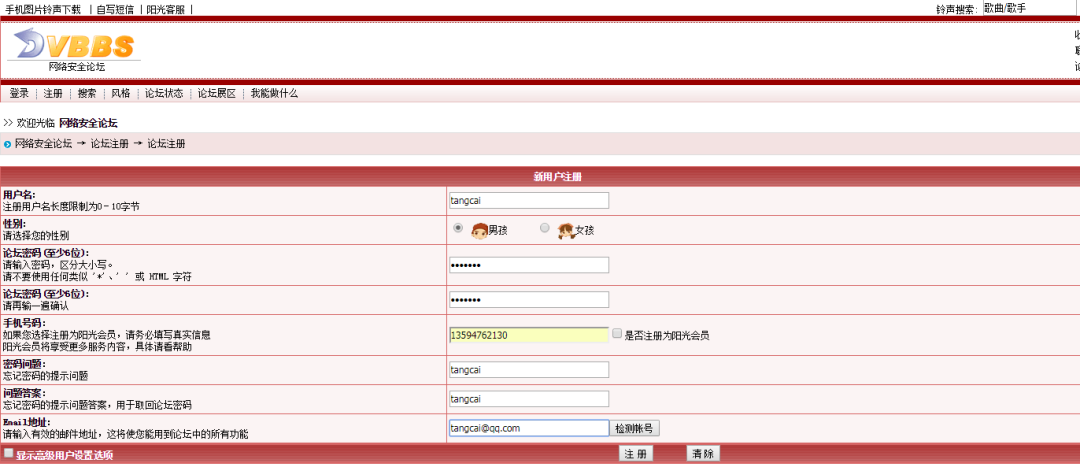 手机图片铃声下载 | 自写短信 | 阳光客服 | 铃声搜索: 歌曲/歌手
DVBBS
网络安全论坛
登录 ┊ 注册 ┊ 搜索 ┊ 风格 ┊ 论坛状态 ┊ 论坛展区 ┊ 我能做什么
>> 欢迎光临 网络安全论坛
网络安全论坛 → 论坛注册 → 论坛注册
新用户注册
用户名:
注册用户名长度限制为0-10字节
tangcai
性别:
请选择您的性别
男孩 女孩
论坛密码(至少6位):
请输入密码，区分大小写。
请不要使用任何类似 '*'、' ' 或 HTML 字符
•••••••
论坛密码(至少6位):
请再输一遍确认
•••••••
手机号码:
如果您选择注册为阳光会员，请务必填写真实信息
阳光会员将享受更多服务内容，具体请看帮助
13594762130 是否注册为阳光会员
密码问题:
忘记密码的提示问题
tangcai
问题答案:
忘记密码的提示问题答案，用于取回论坛密码
tangcai
Email地址:
请输入有效的邮件地址，这将使您能用到论坛中的所有功能
tangcai@qq.com 检测帐号
显示高级用户设置选项 注 册 清 除